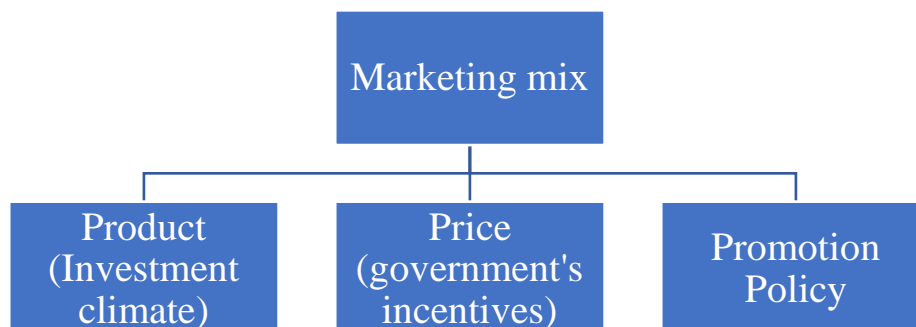 Marketing mix
Product
(Investment
climate)
Price
(government's
incentives)
Promotion
Policy